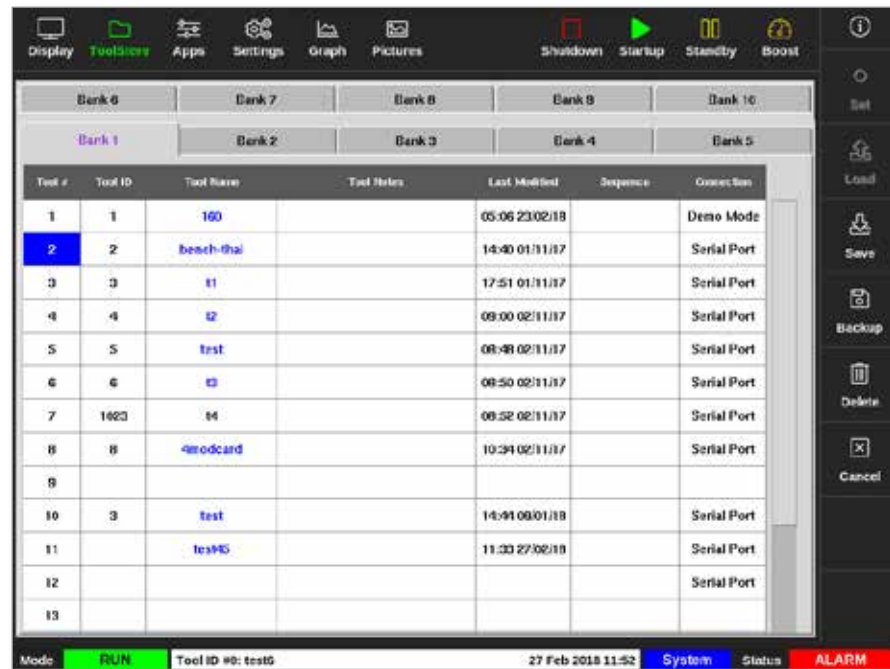 Display ToolStore Apps Settings Graph Pictures Shutdown Startup Standby Boost
Bank 6 Bank 7 Bank 8 Bank 9 Bank 10
Set
Bank 1 Bank 2 Bank 3 Bank 4 Bank 5
Load
Tool # Tool ID Tool Name Tool Notes Last Modified Sequence Connection
1 1 160 05:06 23/02/18 Demo Mode
2 2 bench-thai 14:40 01/11/17 Serial Port
Save
3 3 t1 17:51 01/11/17 Serial Port
4 4 t2 09:00 02/11/17 Serial Port
Backup
5 5 test 08:48 02/11/17 Serial Port
6 6 t3 08:50 02/11/17 Serial Port
Delete
7 1023 t4 08:52 02/11/17 Serial Port
8 8 4modcard 10:34 02/11/17 Serial Port
Cancel
9
10 3 test Serial Port
11 test45 11:33 27/02/18 Serial Port
12 Serial Port
13
Mode RUN Tool ID #0: test6 27 Feb 2018 11:52 System Status ALARM